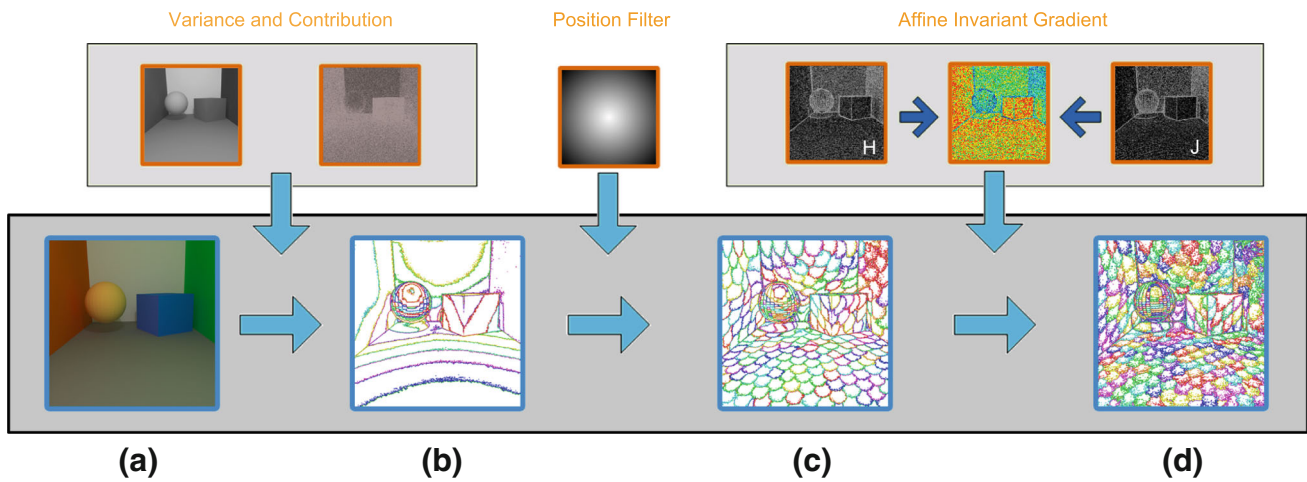 Variance and Contribution
Position Filter
Affine Invariant Gradient
H
J
(a)
(b)
(c)
(d)